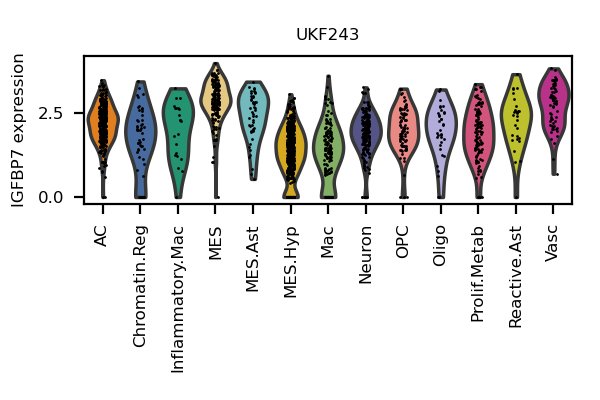 UKF243
IGFBP7 expression
2.5
0.0
AC
Chromatin.Reg
Inflammatory.Mac
MES
MES.Ast
MES.Hyp
Mac
Neuron
OPC
Oligo
Prolif.Metab
Reactive.Ast
Vasc